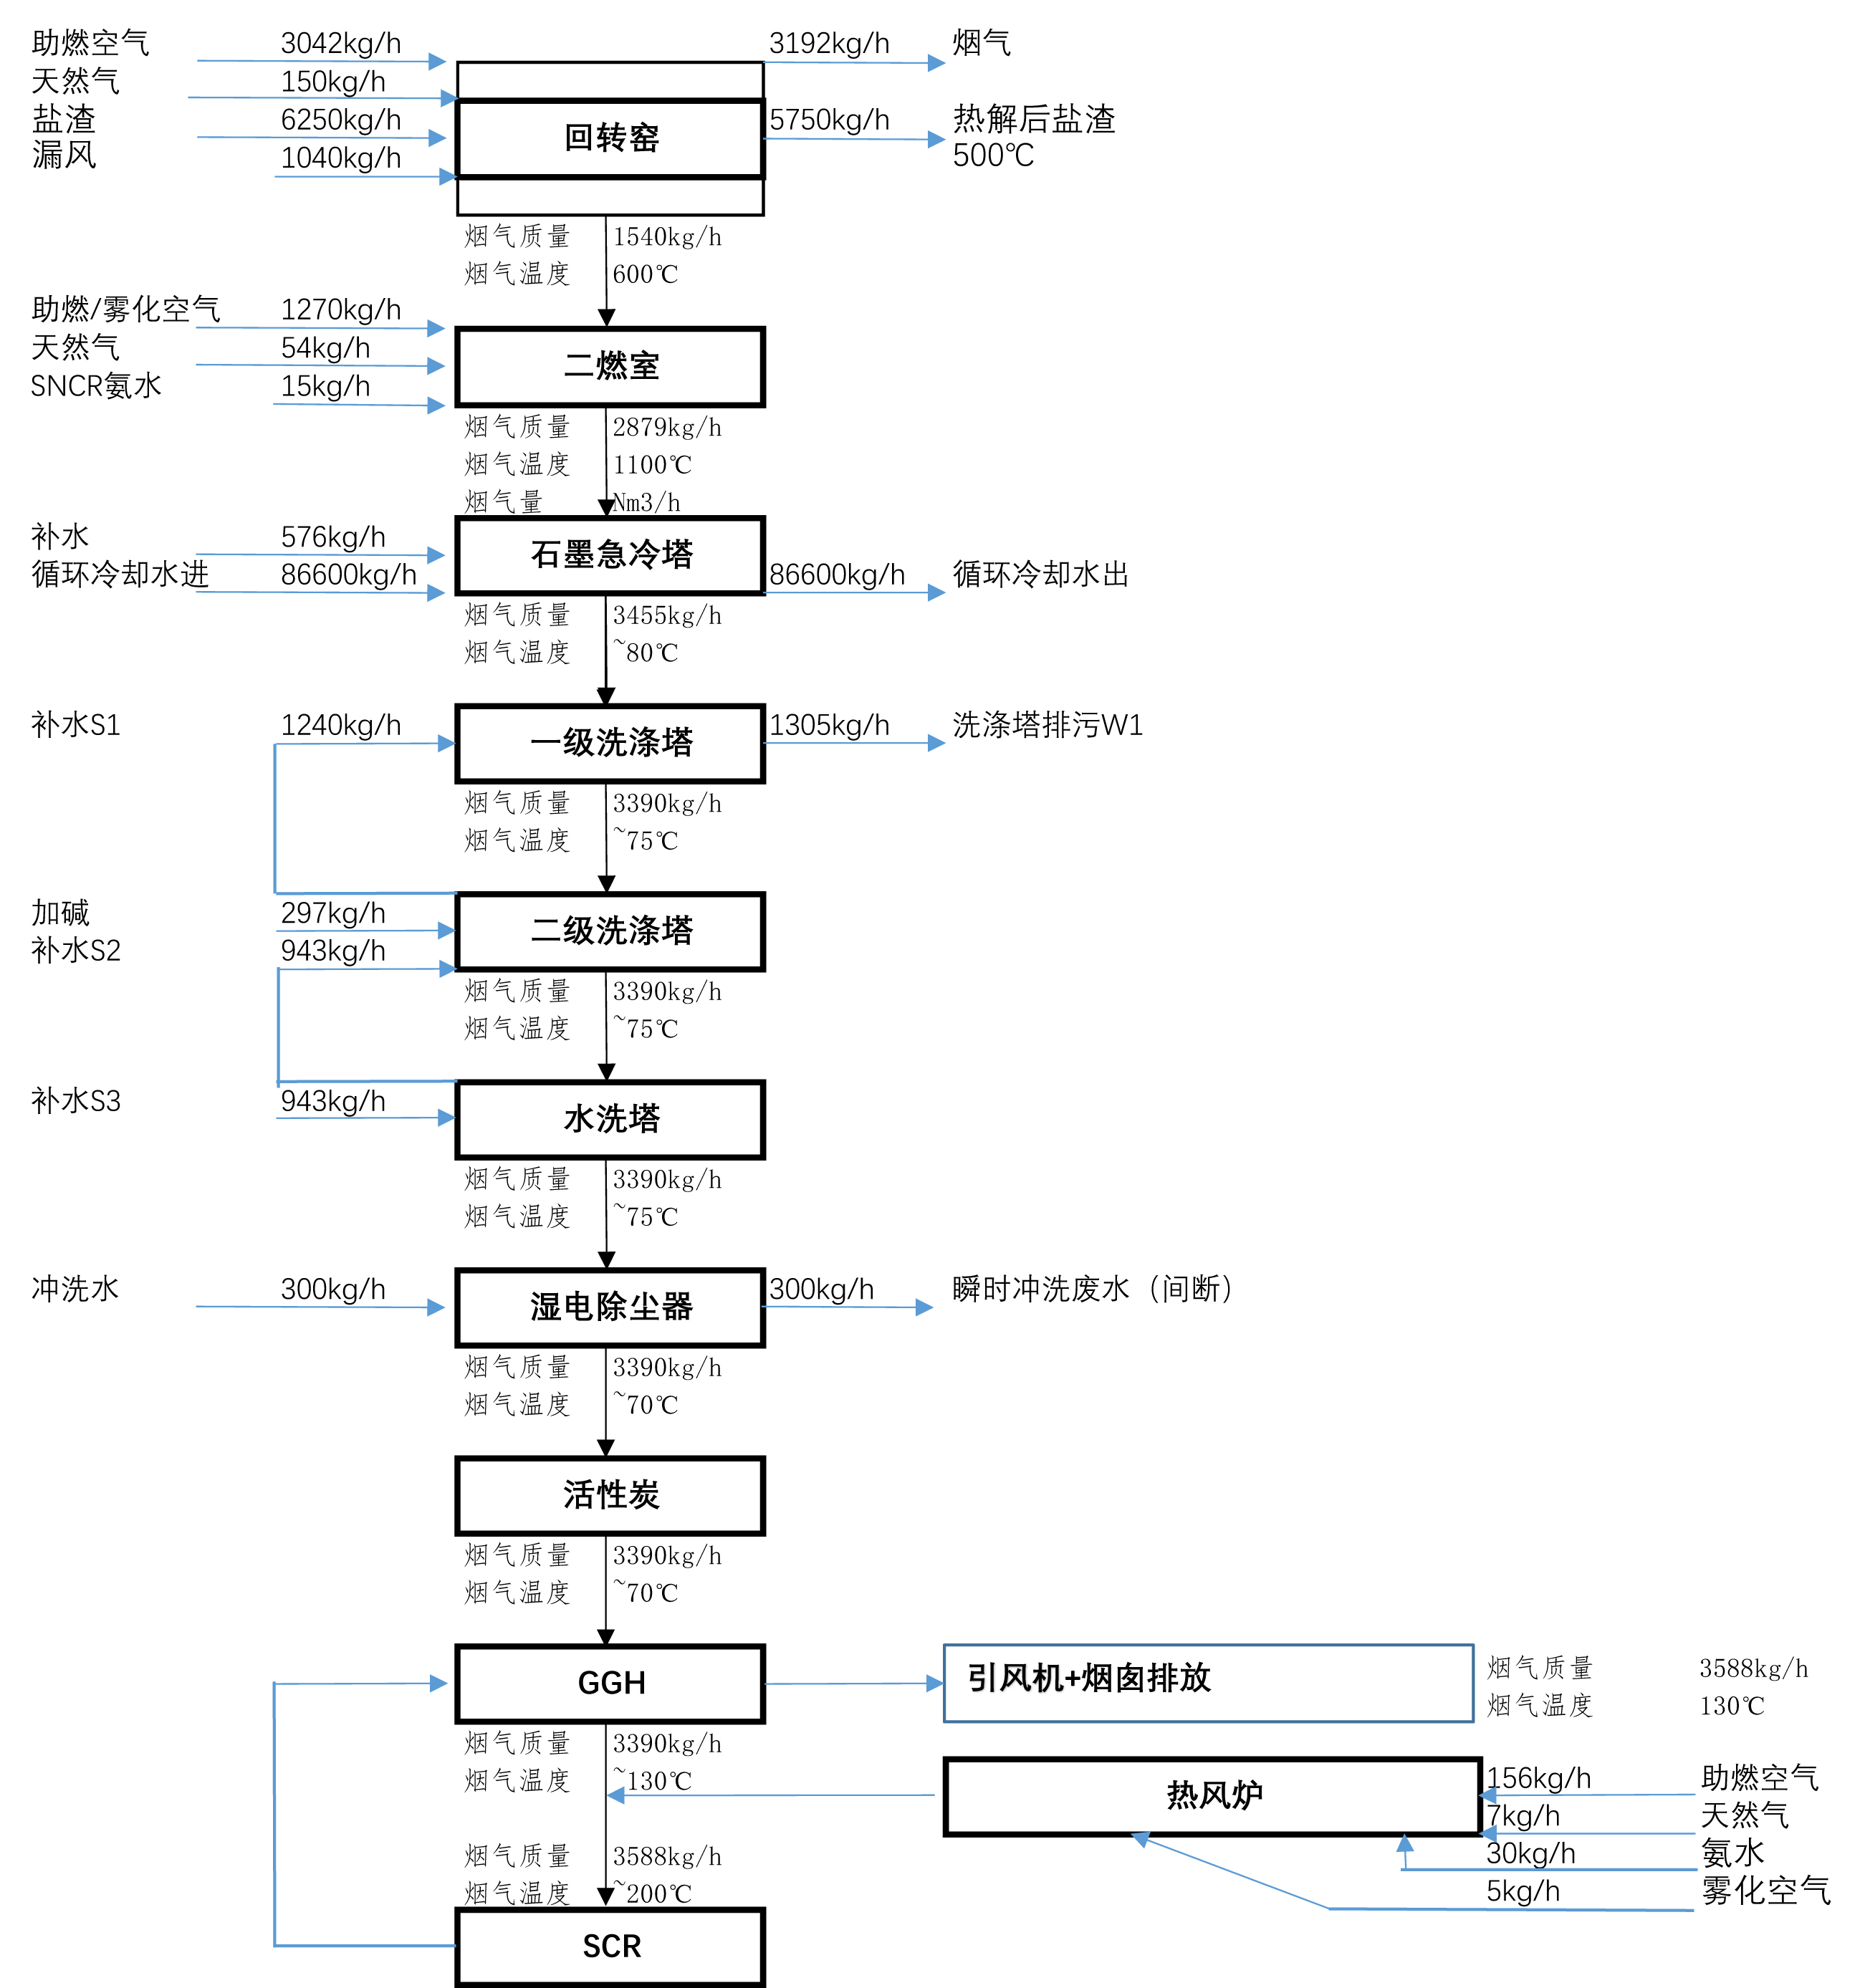 助燃空气 3042kg/h 3192kg/h 烟气
天然气 150kg/h
盐渣 6250kg/h 回转窑 5750kg/h 热解后盐渣
漏风 1040kg/h 500℃
烟气质量 1540kg/h
烟气温度 600℃
助燃/雾化空气 1270kg/h
天然气 54kg/h 二燃室
SNCR氨水 15kg/h
烟气质量 2879kg/h
烟气温度 1100℃
烟气量 Nm3/h
补水 576kg/h 石墨急冷塔
循环冷却水进 86600kg/h 86600kg/h 循环冷却水出
烟气质量 3455kg/h
烟气温度 ~80℃
补水S1 1240kg/h 一级洗涤塔 1305kg/h 洗涤塔排污W1
烟气质量 3390kg/h
烟气温度 ~75℃
加碱 297kg/h 二级洗涤塔
补水S2 943kg/h
烟气质量 3390kg/h
烟气温度 ~75℃
补水S3 943kg/h 水洗塔
烟气质量 3390kg/h
烟气温度 ~75℃
冲洗水 300kg/h 湿电除尘器 300kg/h 瞬时冲洗废水（间断）
烟气质量 3390kg/h
烟气温度 ~70℃
活性炭
烟气质量 3390kg/h
烟气温度 ~70℃
GGH 引风机+烟囱排放 烟气质量 3588kg/h
烟气温度 130℃
烟气质量 3390kg/h
烟气温度 ~130℃ 热风炉 156kg/h 助燃空气
7kg/h 天然气
烟气质量 3588kg/h 30kg/h 氨水
烟气温度 ~200℃ 5kg/h 雾化空气
SCR